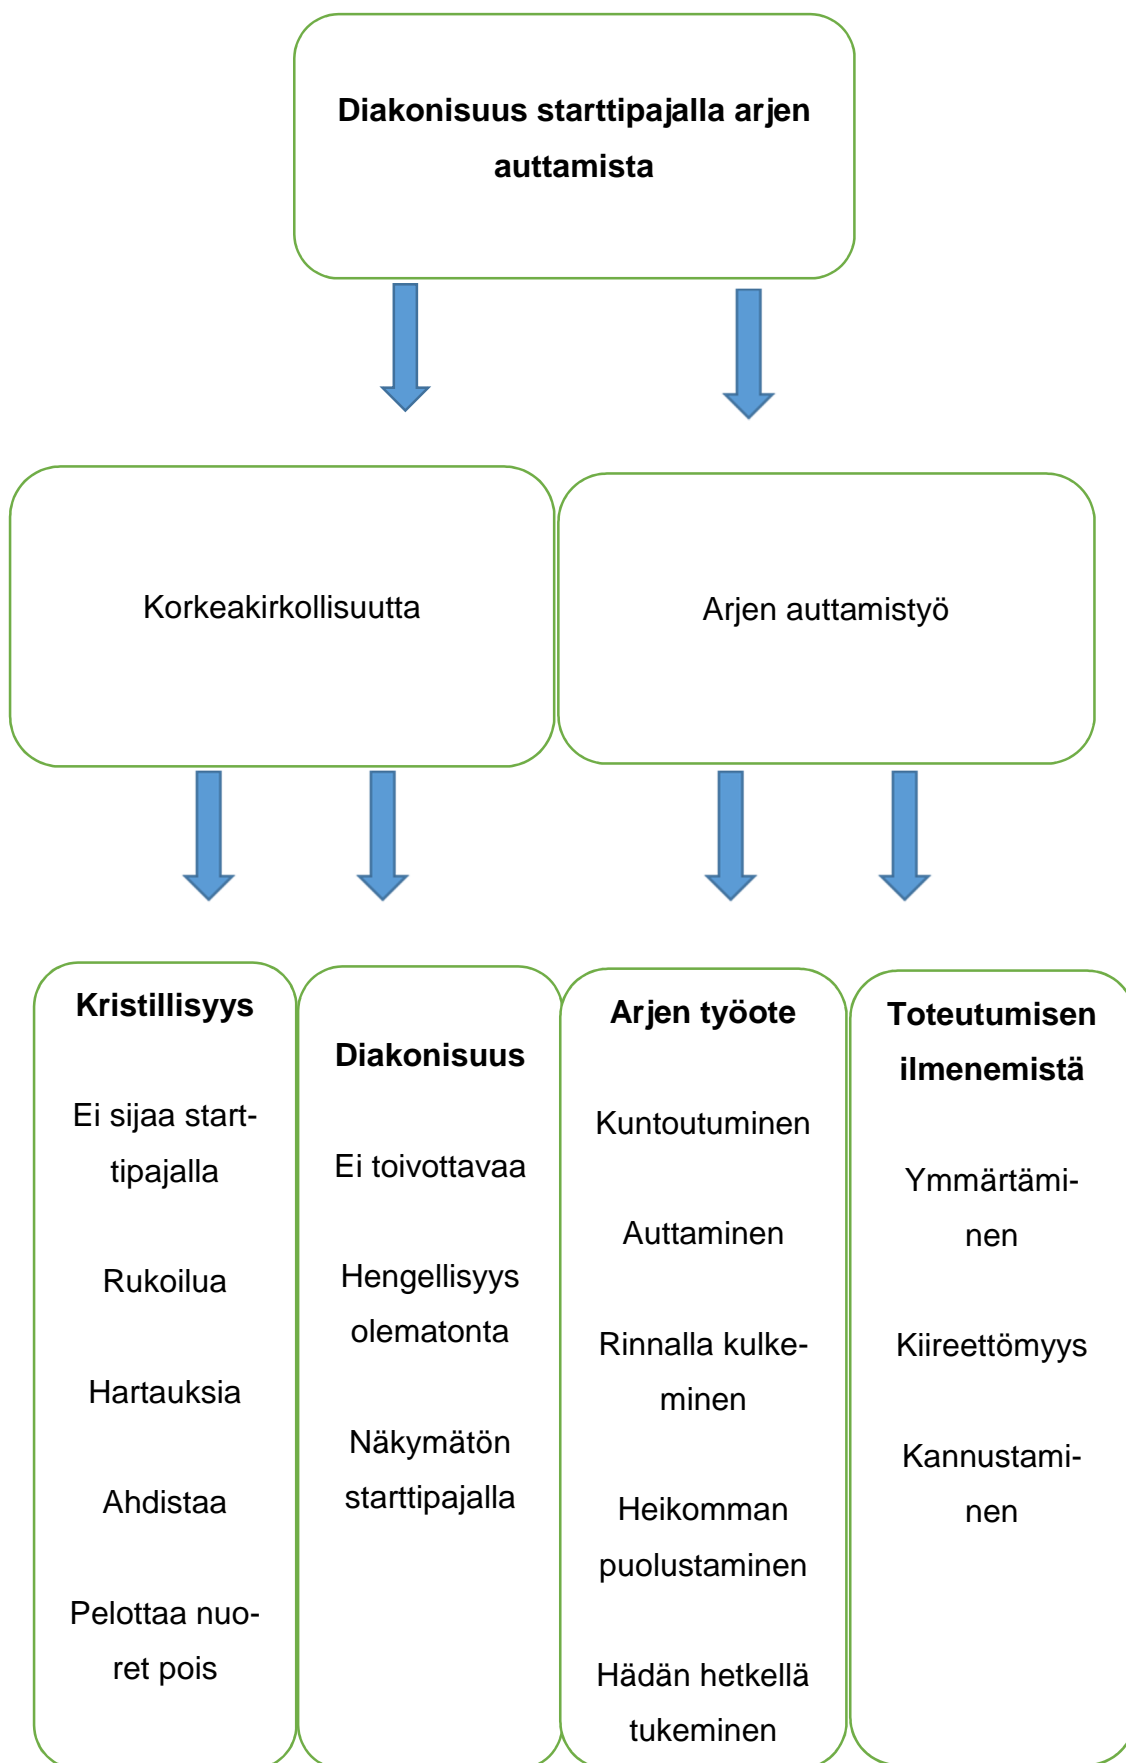 Diakonisuus starttipajalla arjen
auttamista
Korkeakirkollisuutta
Arjen auttamistyö
Kristillisyys
Ei sijaa start-
tipajalla
Rukoilua
Hartauksia
Ahdistaa
Pelottaa nuo-
ret pois
Diakonisuus
Ei toivottavaa
Hengellisyys
olematonta
Näkymätön
starttipajalla
Arjen työote
Kuntoutuminen
Auttaminen
Rinnalla kulke-
minen
Heikomman
puolustaminen
Hädän hetkellä
tukeminen
Toteutumisen
ilmenemistä
Ymmärtämi-
nen
Kiireettömyys
Kannustami-
nen